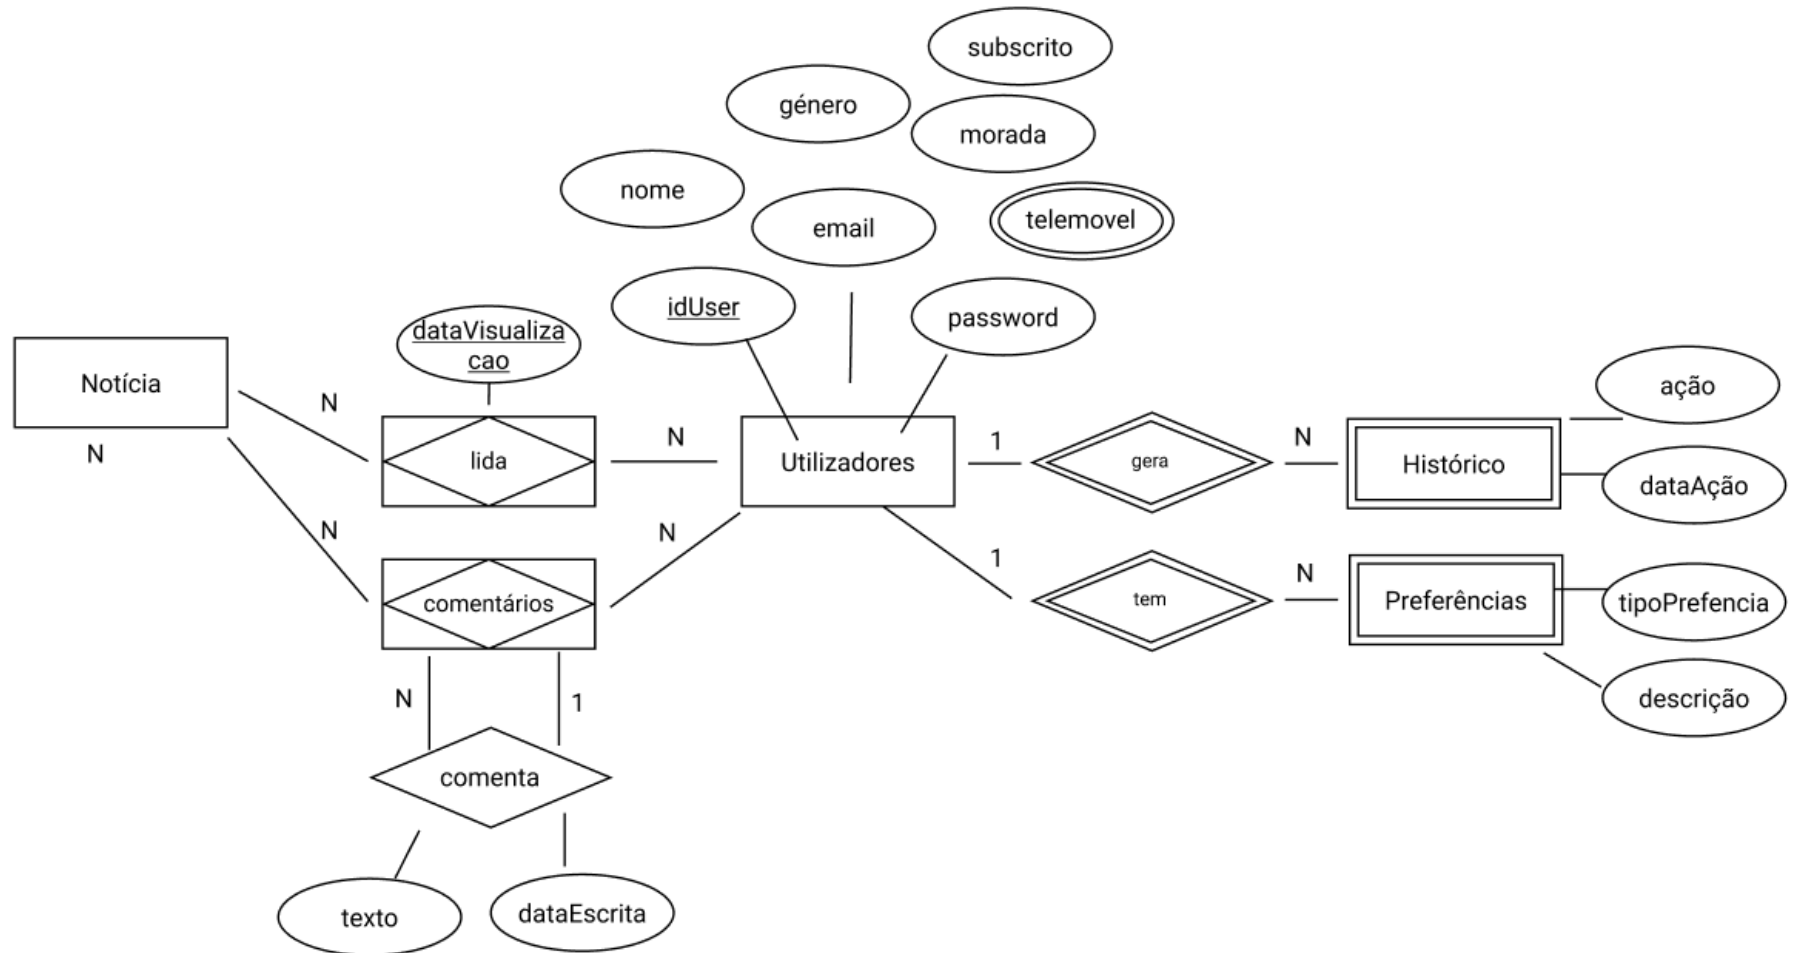 subscrito
género
morada
nome
telemovel
email
idUser
password
dataVisualiza
cao
Notícia
ação
N
N
N
lida
Utilizadores
1
gera
N
Histórico
dataAção
N
N
comentários
1
tem
N
Preferências
tipoPrefencia
N
1
descrição
comenta
texto
dataEscrita